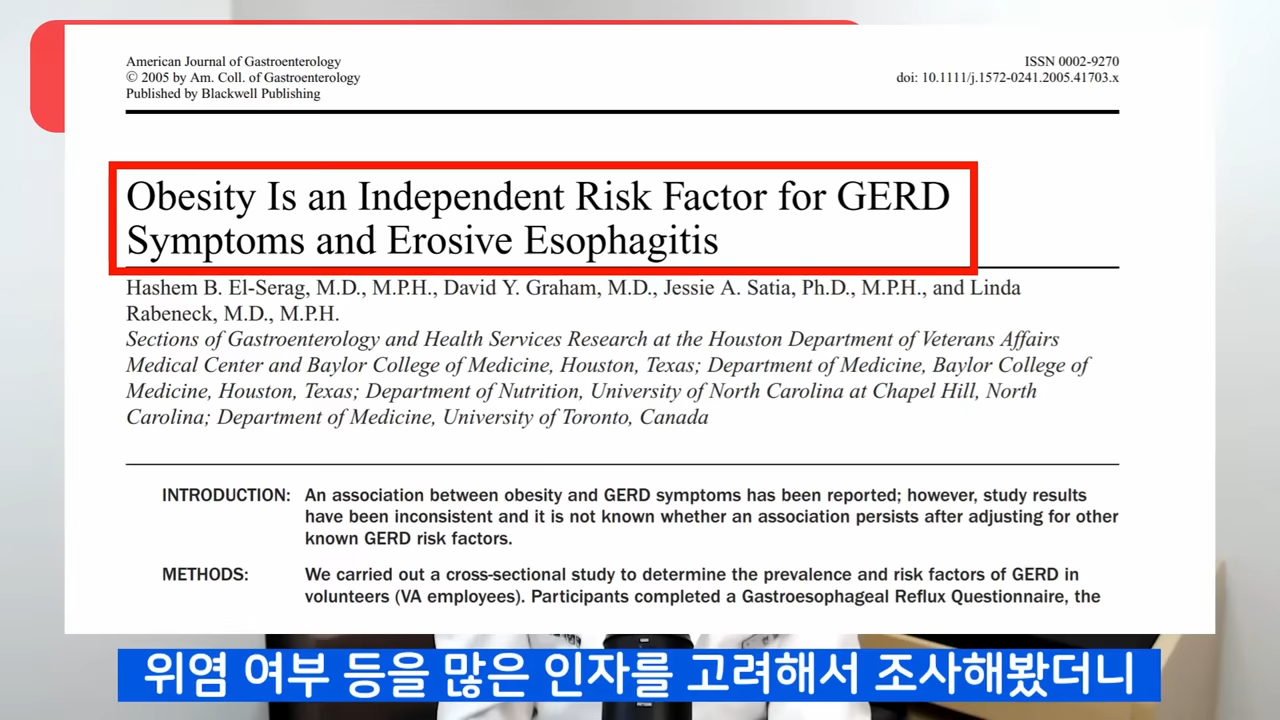 American Journal of Gastroenterology
© 2005 by Am. Coll. of Gastroenterology
Published by Blackwell Publishing
ISSN 0002-9270
doi: 10.1111/j.1572-0241.2005.41703.x
Obesity Is an Independent Risk Factor for GERD
Symptoms and Erosive Esophagitis
Hashem B. El-Serag, M.D., M.P.H., David Y. Graham, M.D., Jessie A. Satia, Ph.D., M.P.H., and Linda
Rabeneck, M.D., M.P.H.
Sections of Gastroenterology and Health Services Research at the Houston Department of Veterans Affairs
Medical Center and Baylor College of Medicine, Houston, Texas; Department of Medicine, Baylor College of
Medicine, Houston, Texas; Department of Nutrition, University of North Carolina at Chapel Hill, North
Carolina; Department of Medicine, University of Toronto, Canada
INTRODUCTION: An association between obesity and GERD symptoms has been reported; however, study results
have been inconsistent and it is not known whether an association persists after adjusting for other
known GERD risk factors.
METHODS: We carried out a cross-sectional study to determine the prevalence and risk factors of GERD in
volunteers (VA employees). Participants completed a Gastroesophageal Reflux Questionnaire, the
위염 여부 등을 많은 인자를 고려해서 조사해봤더니